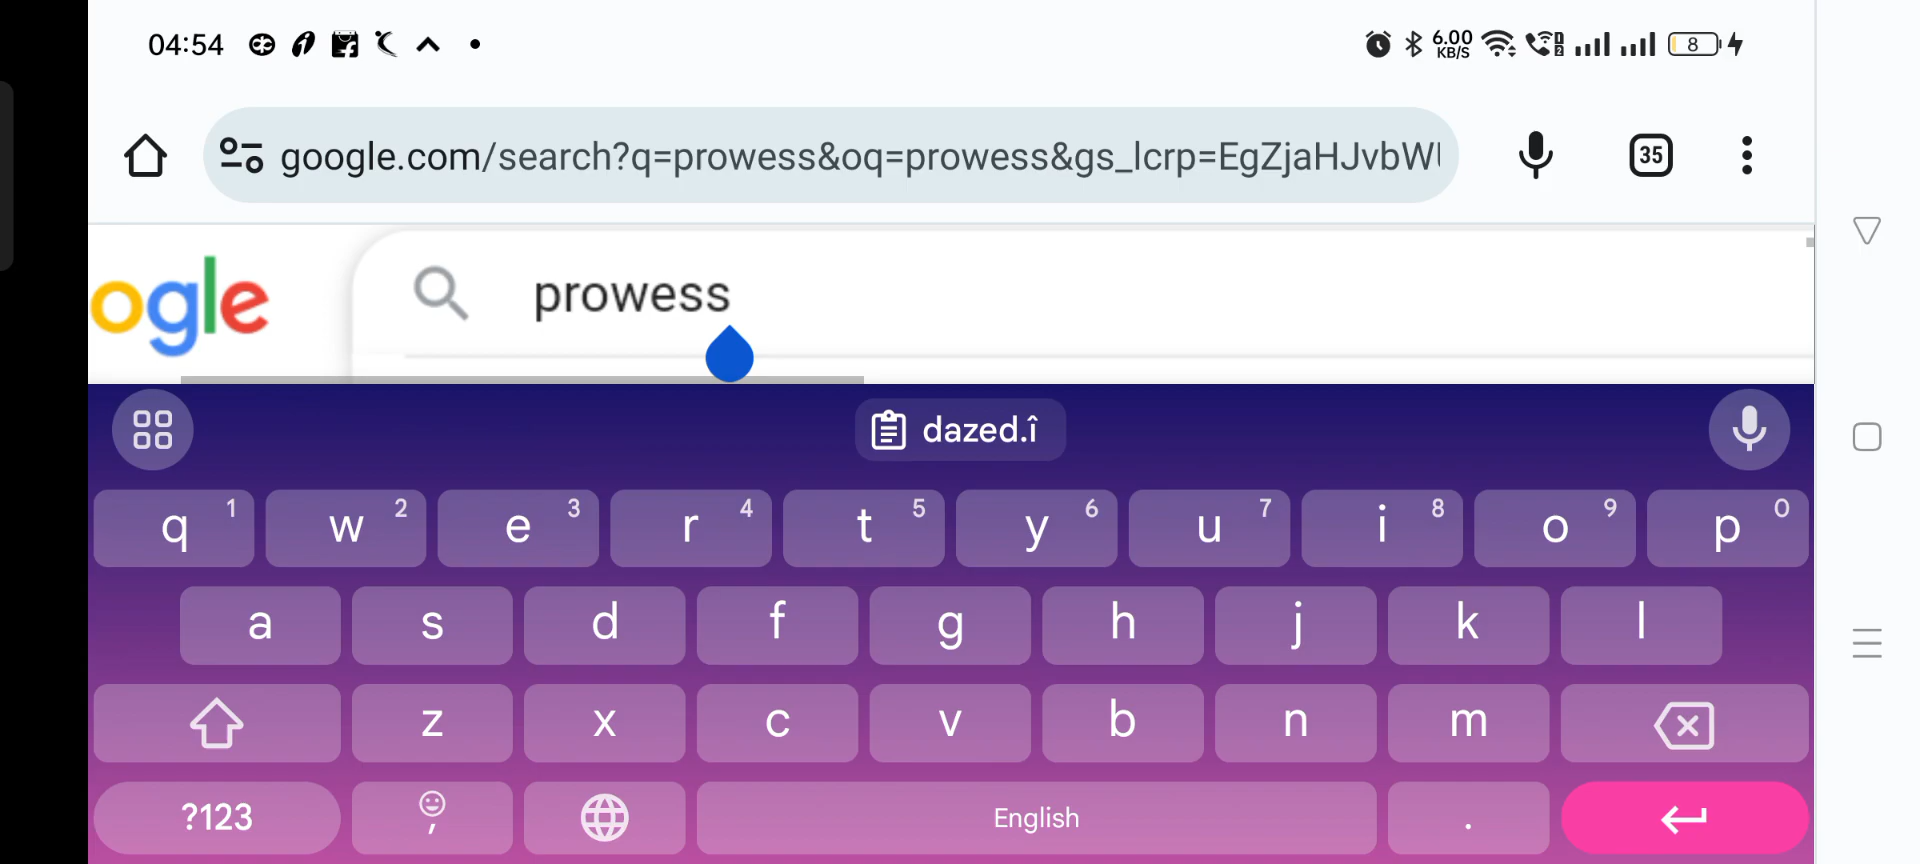 04:54 6.00 KB/S 8
google.com/search?q=prowess&oq=prowess&gs_lcrp=EgZjaHJvbW 35
ogle prowess
dazed.î
q 1 w 2 e 3 r 4 t 5 y 6 u 7 i 8 o 9 p 0
a s d f g h j k l
z x c v b n m
?123 , English .